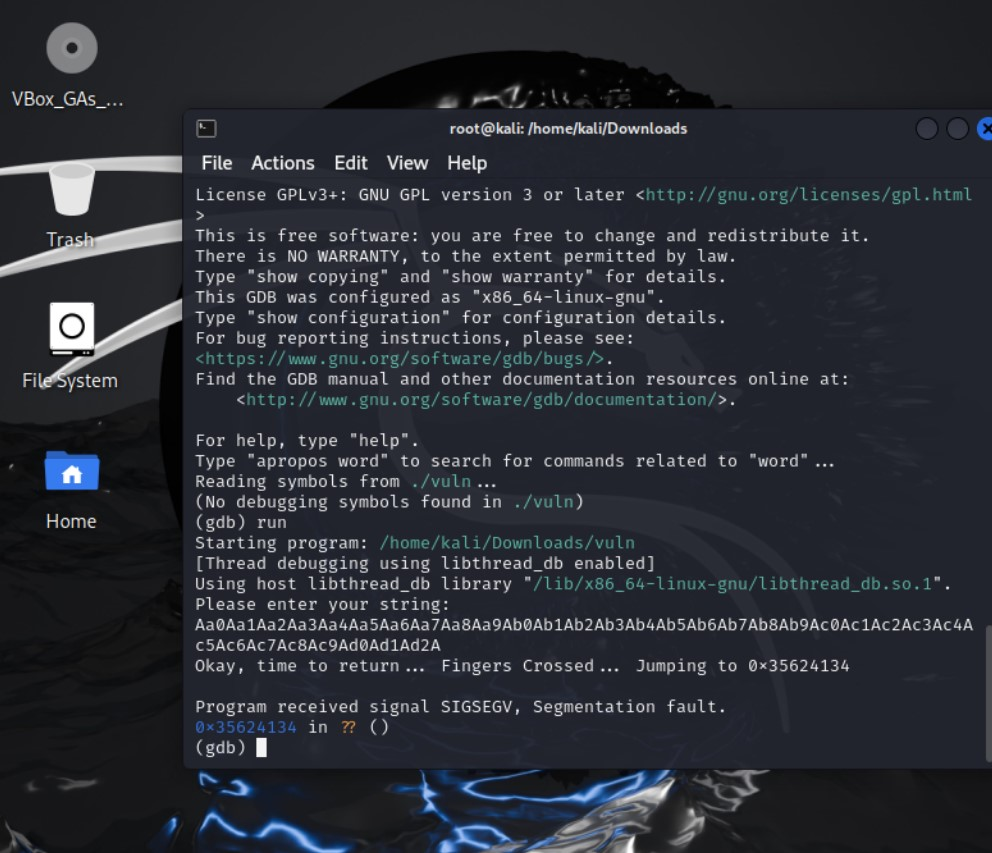 VBox_GAs_...
Trash
File System
Home
root@kali: /home/kali/Downloads
File Actions Edit View Help
License GPLv3+: GNU GPL version 3 or later <http://gnu.org/licenses/gpl.html
>
This is free software: you are free to change and redistribute it.
There is NO WARRANTY, to the extent permitted by law.
Type "show copying" and "show warranty" for details.
This GDB was configured as "x86_64-linux-gnu".
Type "show configuration" for configuration details.
For bug reporting instructions, please see:
<https://www.gnu.org/software/gdb/bugs/>.
Find the GDB manual and other documentation resources online at:
    <http://www.gnu.org/software/gdb/documentation/>.
For help, type "help".
Type "apropos word" to search for commands related to "word"...
Reading symbols from ./vuln...
(No debugging symbols found in ./vuln)
(gdb) run
Starting program: /home/kali/Downloads/vuln
[Thread debugging using libthread_db enabled]
Using host libthread_db library "/lib/x86_64-linux-gnu/libthread_db.so.1".
Please enter your string:
Aa0Aa1Aa2Aa3Aa4Aa5Aa6Aa7Aa8Aa9Ab0Ab1Ab2Ab3Ab4Ab5Ab6Ab7Ab8Ab9Ac0Ac1Ac2Ac3Ac4A
c5Ac6Ac7Ac8Ac9Ad0Ad1Ad2A
Okay, time to return... Fingers Crossed... Jumping to 0x35624134
Program received signal SIGSEGV, Segmentation fault.
0x35624134 in ?? ()
(gdb)